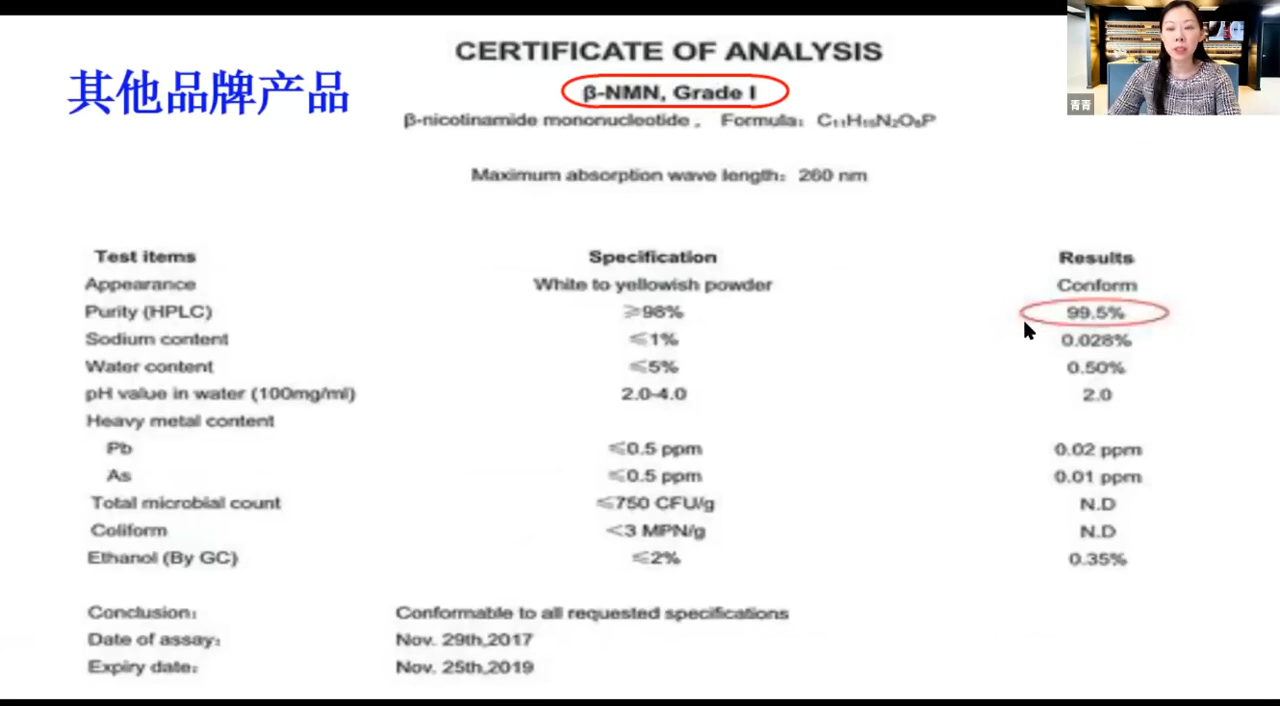 其他品牌产品
CERTIFICATE OF ANALYSIS
β-NMN, Grade I
β-nicotinamide mononucleotide , Formula: C₁₁H₁₅N₂O₈P
Maximum absorption wave length: 260 nm
Test items Specification Results
Appearance White to yellowish powder Conform
Purity (HPLC) ≥98% 99.5%
Sodium content ≤1% 0.028%
Water content ≤5% 0.50%
pH value in water (100mg/ml) 2.0-4.0 2.0
Heavy metal content
Pb ≤0.5 ppm 0.02 ppm
As ≤0.5 ppm 0.01 ppm
Total microbial count ≤750 CFU/g N.D
Coliform <3 MPN/g N.D
Ethanol (By GC) ≤2% 0.35%
Conclusion: Conformable to all requested specifications
Date of assay: Nov. 29th,2017
Expiry date: Nov. 25th,2019
青青